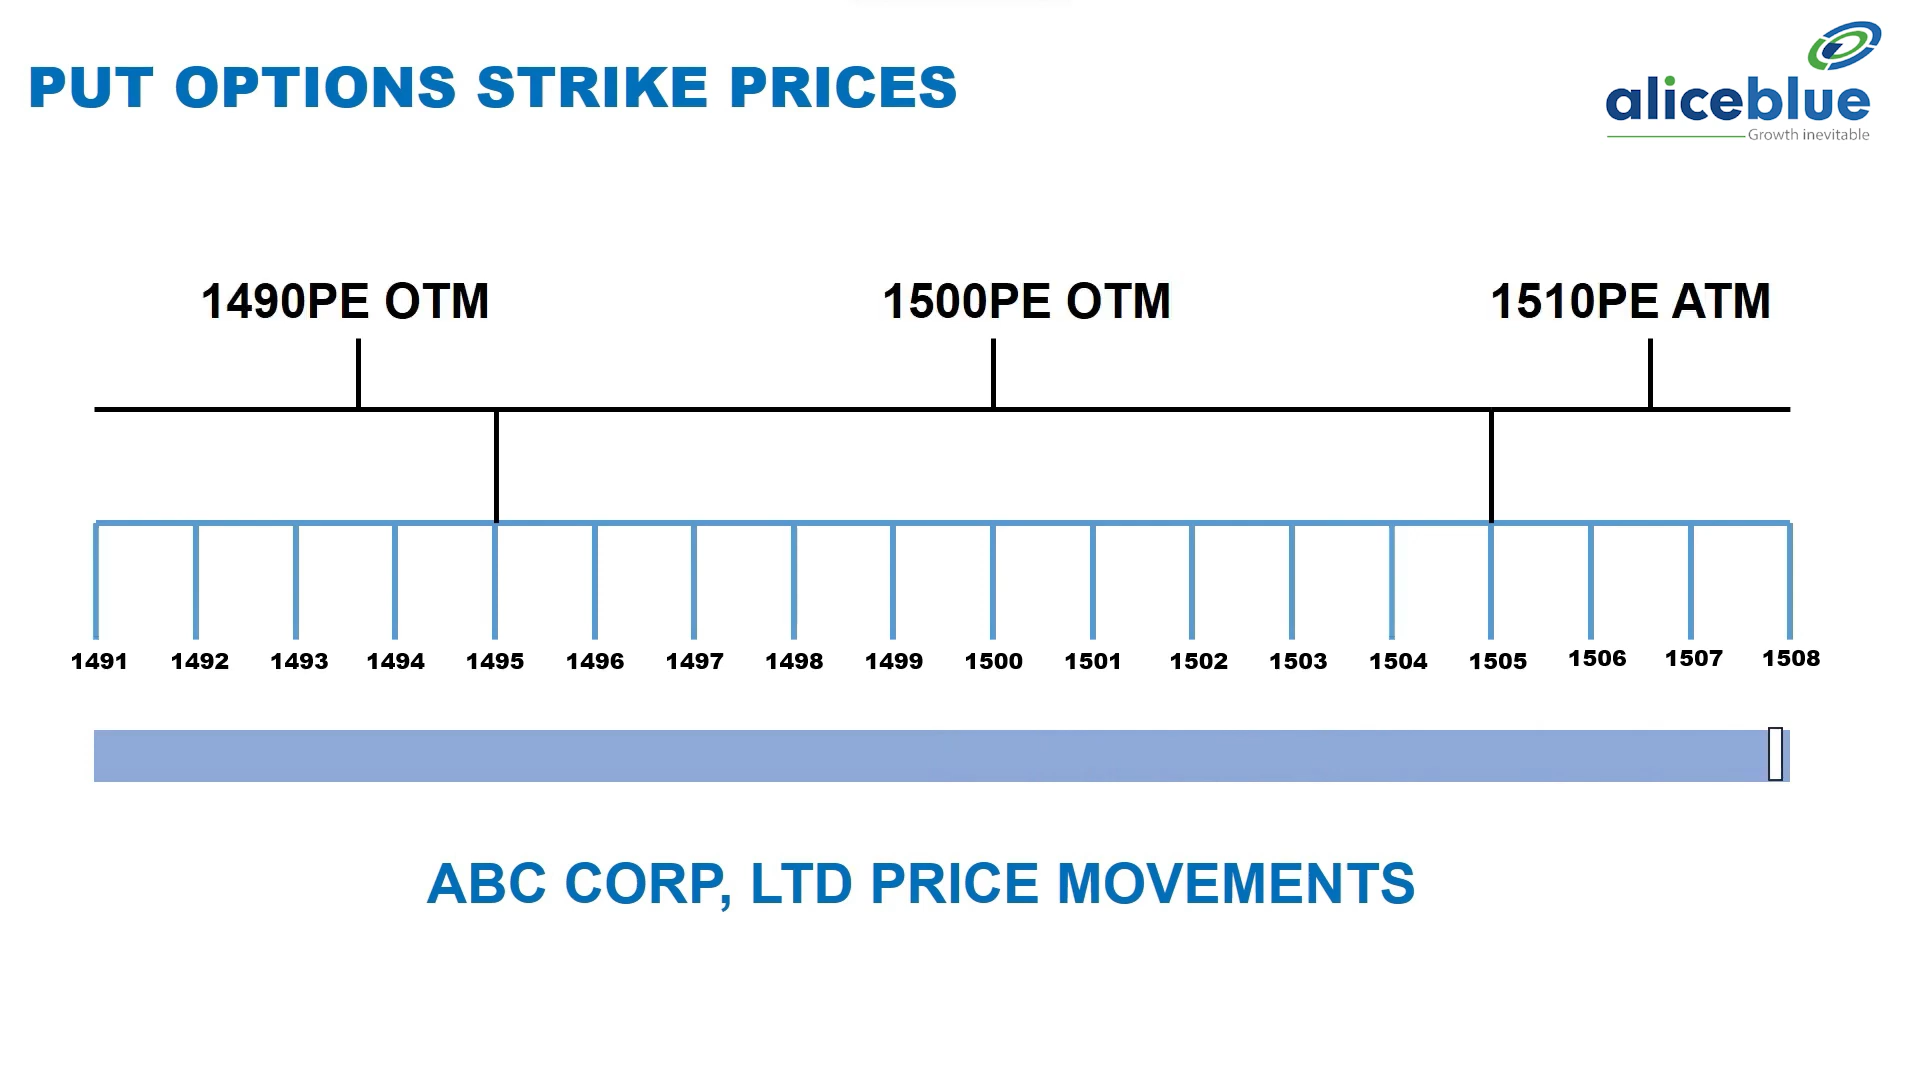 PUT OPTIONS STRIKE PRICES
aliceblue
Growth inevitable
1490PE OTM 1500PE OTM 1510PE ATM
1491 1492 1493 1494 1495 1496 1497 1498 1499 1500 1501 1502 1503 1504 1505 1506 1507 1508
ABC CORP, LTD PRICE MOVEMENTS